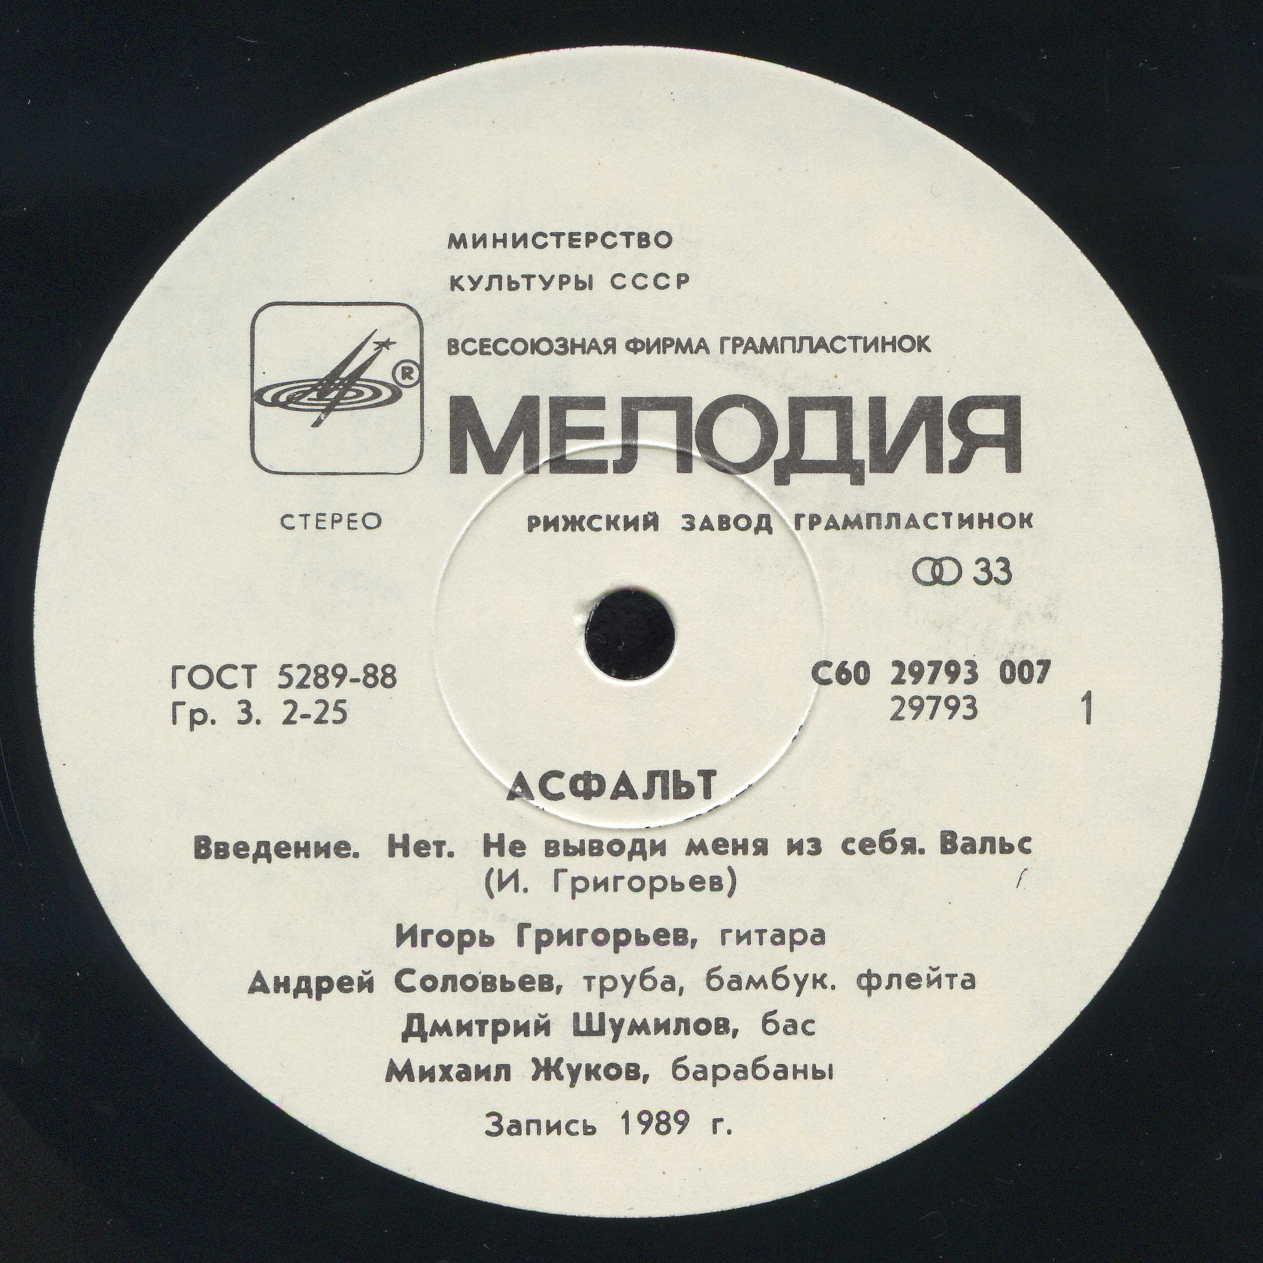 МИНИСТЕРСТВО
КУЛЬТУРЫ СССР
ВСЕСОЮЗНАЯ ФИРМА ГРАМПЛАСТИНОК
®
МЕЛОДИЯ
СТЕРЕО
РИЖСКИЙ ЗАВОД ГРАМПЛАСТИНОК
33
ГОСТ 5289-88
Гр. 3. 2-25
С60 29793 007
29793 1
АСФАЛЬТ
Введение. Нет. Не выводи меня из себя. Вальс
(И. Григорьев)
Игорь Григорьев, гитара
Андрей Соловьев, труба, бамбук. флейта
Дмитрий Шумилов, бас
Михаил Жуков, барабаны
Запись 1989 г.